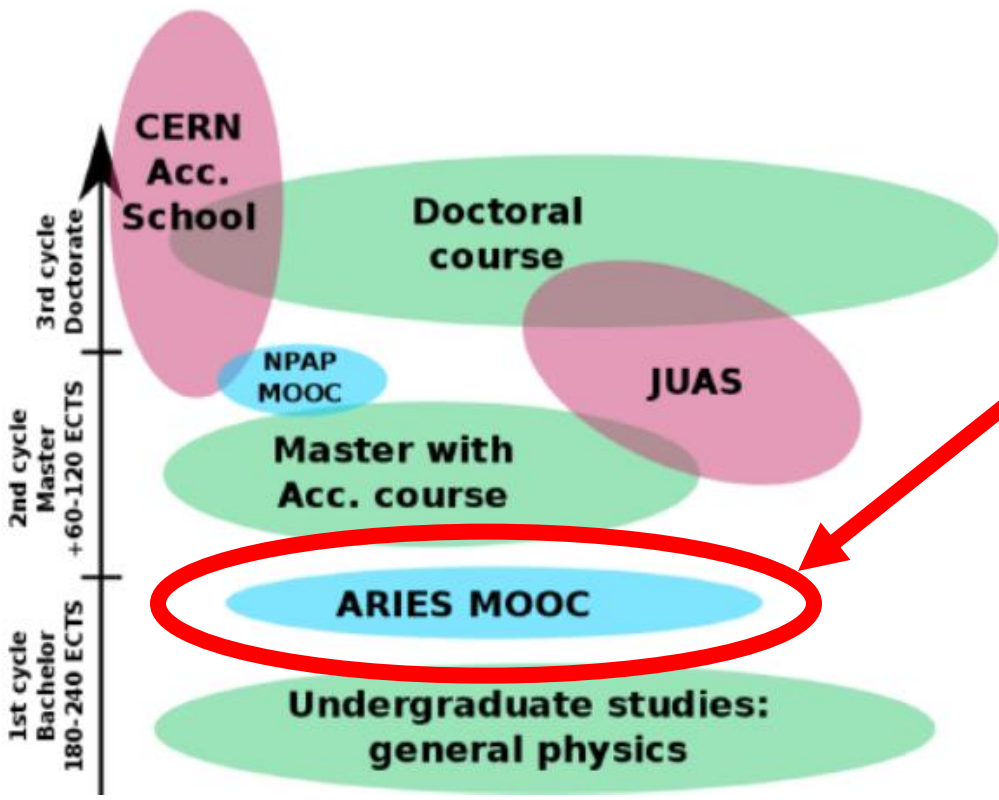 CERN
Acc.
School
Doctoral
course
3rd cycle
Doctorate
NPAP
MOOC
JUAS
Master with
Acc. course
2nd cycle
Master
+60-120 ECTS
ARIES MOOC
1st cycle
Bachelor
180-240 ECTS
Undergraduate studies:
general physics